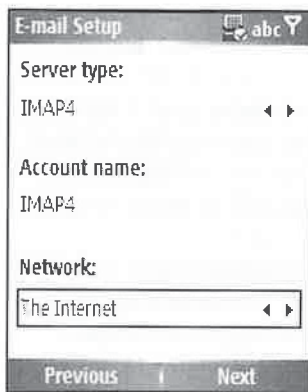 E-mail Setup abc
Server type:
IMAP4
Account name:
IMAP4
Network:
The Internet
Previous Next